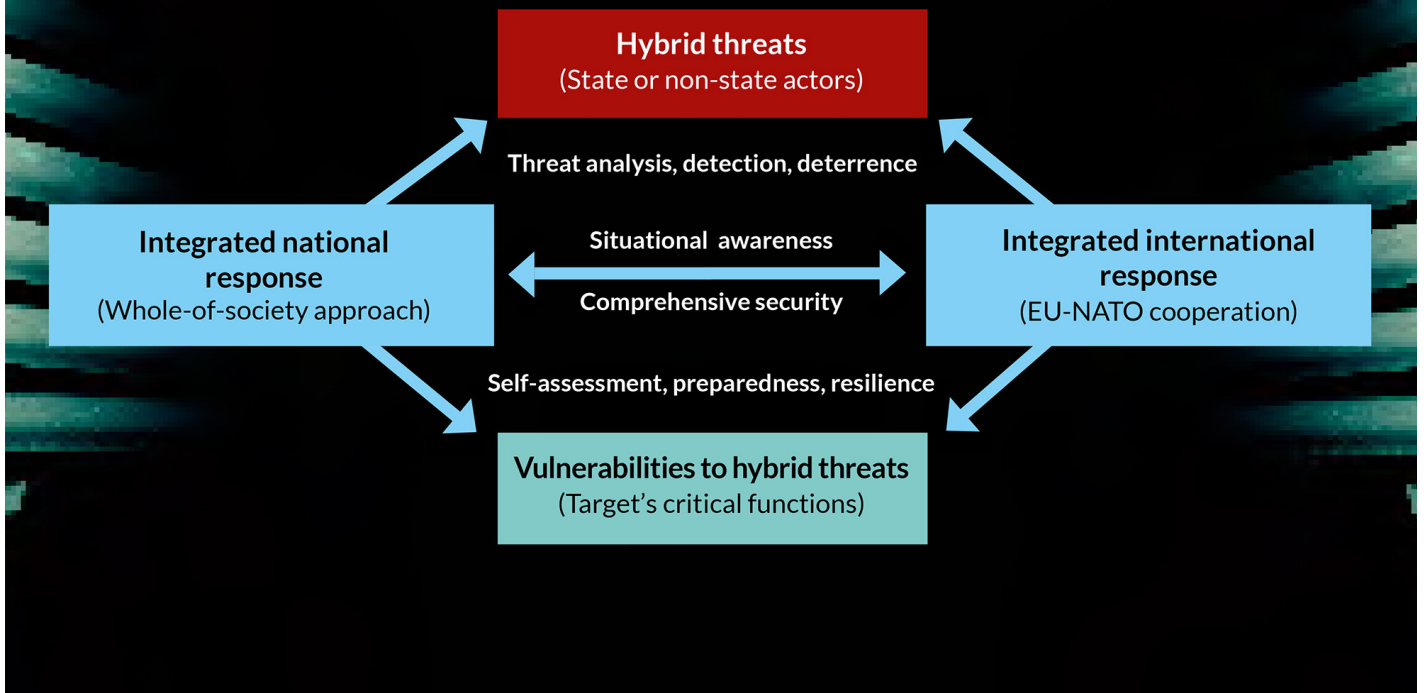 Hybrid threats
(State or non-state actors)
Threat analysis, detection, deterrence
Integrated national
response
(Whole-of-society approach)
Situational awareness
Comprehensive security
Integrated international
response
(EU-NATO cooperation)
Self-assessment, preparedness, resilience
Vulnerabilities to hybrid threats
(Target’s critical functions)